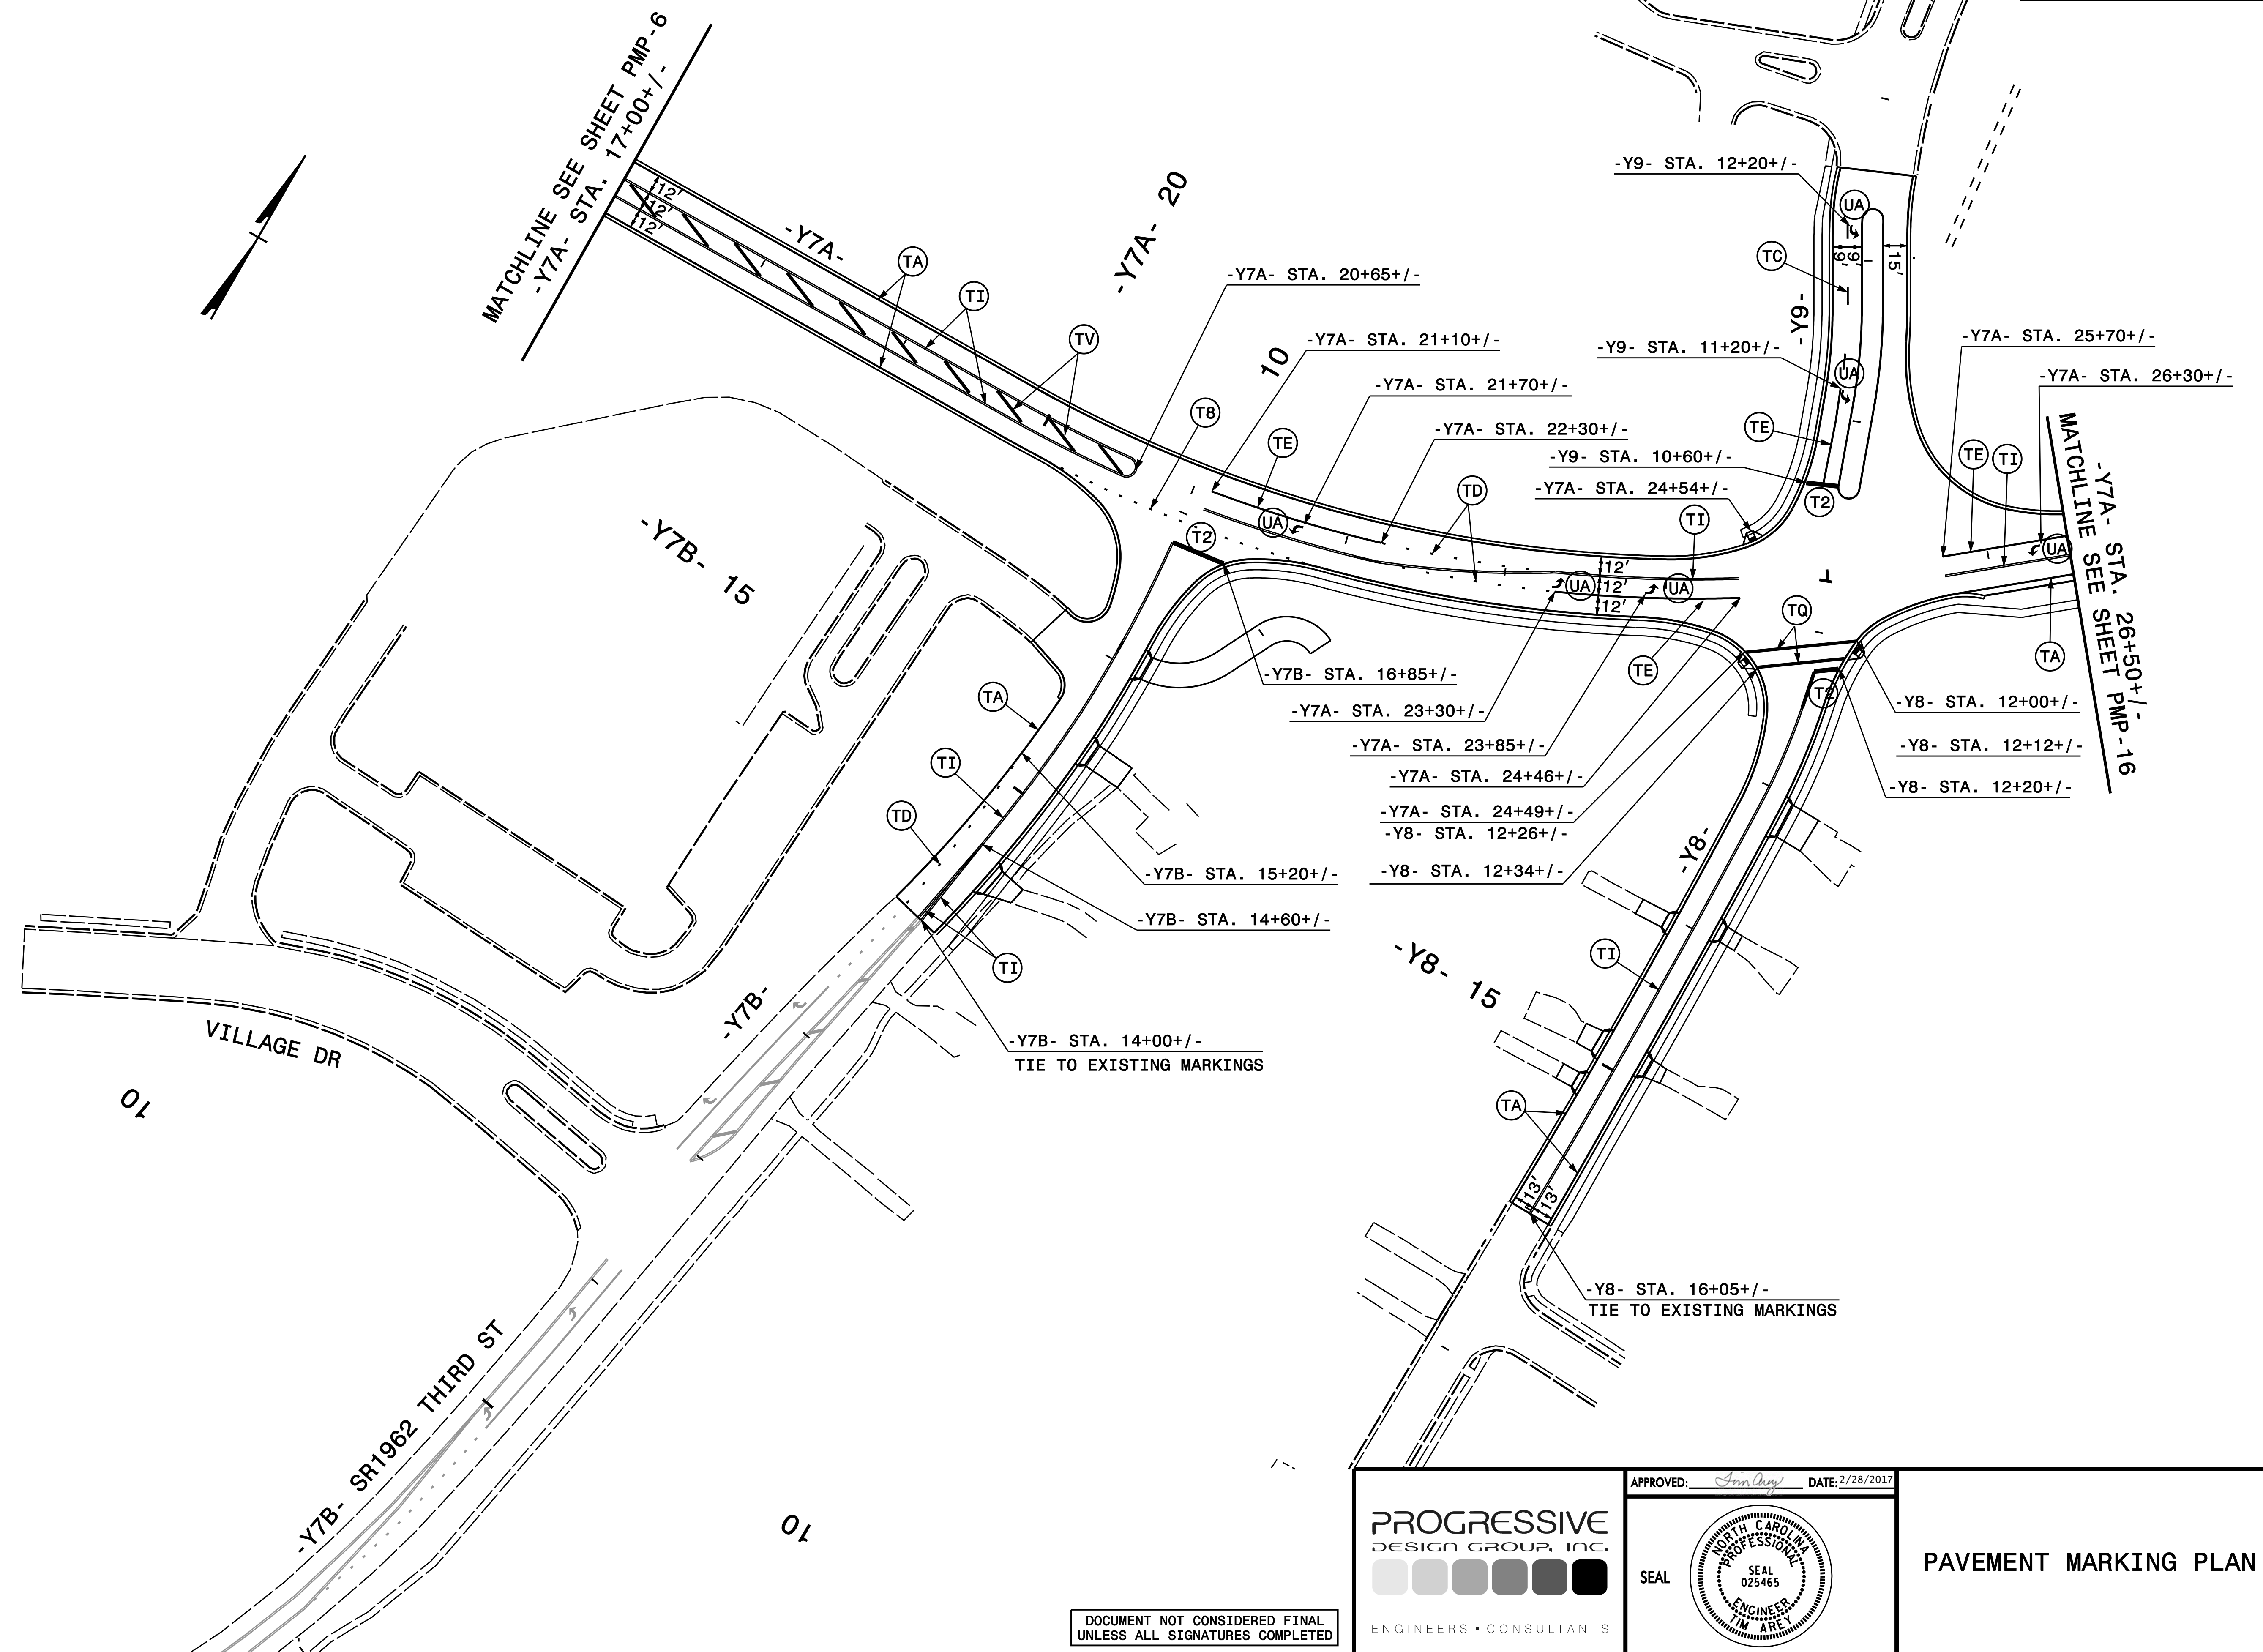 MATCHLINE SEE SHEET PMP-6
-Y7A- STA. 17+00+/-
12'
12'
12'
-Y7A-
TA
TI
TV
-Y7A- 20
-Y7A- STA. 20+65+/-
10
-Y7A- STA. 21+10+/-
-Y7A- STA. 21+70+/-
T8
TE
-Y7A- STA. 22+30+/-
-Y9- STA. 12+20+/-
UA
TC
9'
9'
15'
-Y9-
-Y9- STA. 11+20+/-
UA
TE
-Y9- STA. 10+60+/-
-Y7A- STA. 24+54+/-
T2
-Y7A- STA. 25+70+/-
-Y7A- STA. 26+30+/-
TE
TI
UA
TA
-Y7A- STA. 26+50+/-
MATCHLINE SEE SHEET PMP-16
TD
TI
UA
T2
12'
12'
12'
UA
UA
TQ
TE
T2
-Y7B- 15
-Y7B- STA. 16+85+/-
-Y7A- STA. 23+30+/-
-Y7A- STA. 23+85+/-
-Y7A- STA. 24+46+/-
-Y7A- STA. 24+49+/-
-Y8- STA. 12+26+/-
-Y8- STA. 12+34+/-
-Y8- STA. 12+00+/-
-Y8- STA. 12+12+/-
-Y8- STA. 12+20+/-
TA
TI
TD
-Y7B- STA. 15+20+/-
-Y7B- STA. 14+60+/-
TI
-Y7B-
-Y7B- STA. 14+00+/-
TIE TO EXISTING MARKINGS
-Y8-
-Y8- 15
TI
TA
13'
13'
-Y8- STA. 16+05+/-
TIE TO EXISTING MARKINGS
VILLAGE DR
10
-Y7B- SR1962 THIRD ST
10
DOCUMENT NOT CONSIDERED FINAL
UNLESS ALL SIGNATURES COMPLETED
PROGRESSIVE
DESIGN GROUP, INC.
ENGINEERS • CONSULTANTS
APPROVED: Tim Arey DATE: 2/28/2017
SEAL
NORTH CAROLINA
PROFESSIONAL
SEAL
025465
ENGINEER
TIM AREY
PAVEMENT MARKING PLAN